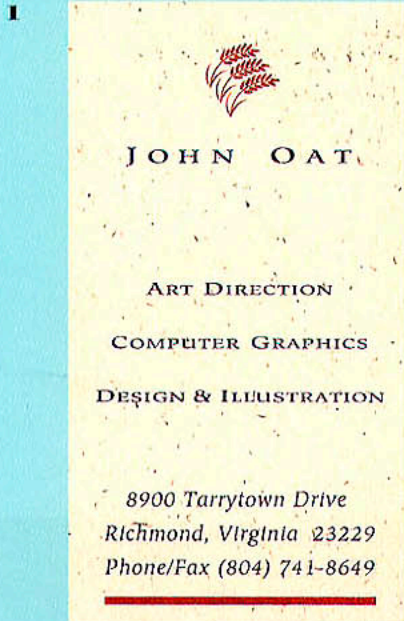 1
JOHN OAT
ART DIRECTION
COMPUTER GRAPHICS
DESIGN & ILLUSTRATION
8900 Tarrytown Drive
Richmond, Virginia 23229
Phone/Fax (804) 741-8649